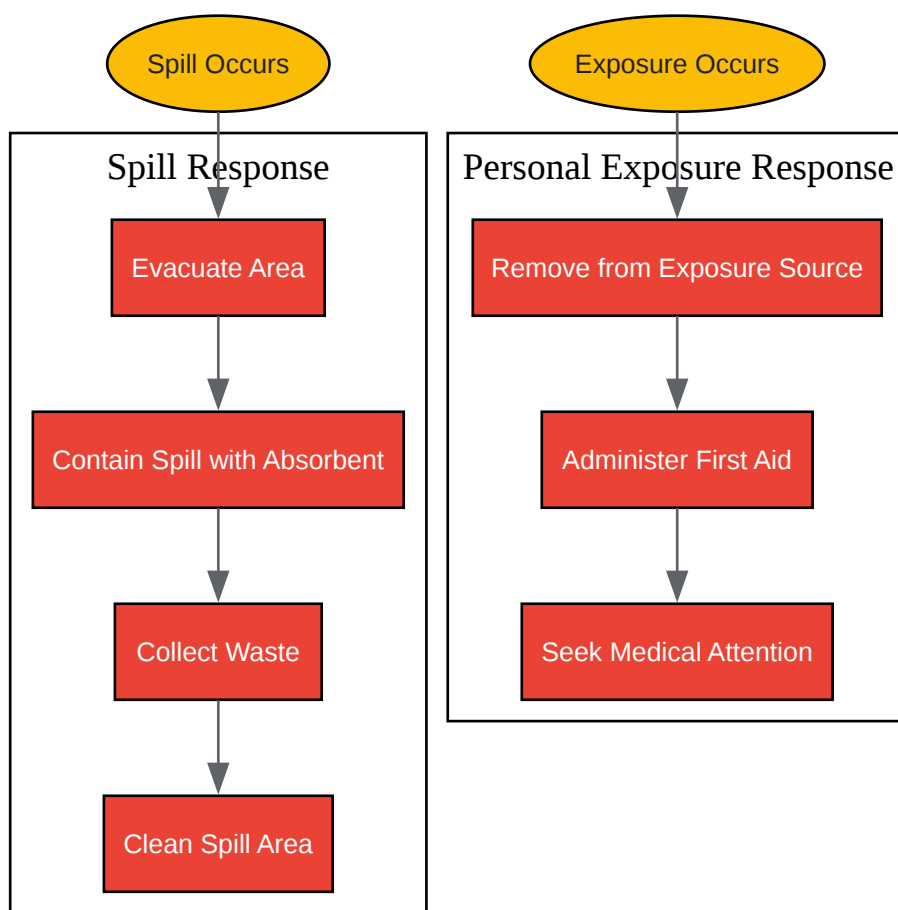 Spill Occurs
Spill Response
Evacuate Area
Contain Spill with Absorbent
Collect Waste
Clean Spill Area
Exposure Occurs
Personal Exposure Response
Remove from Exposure Source
Administer First Aid
Seek Medical Attention